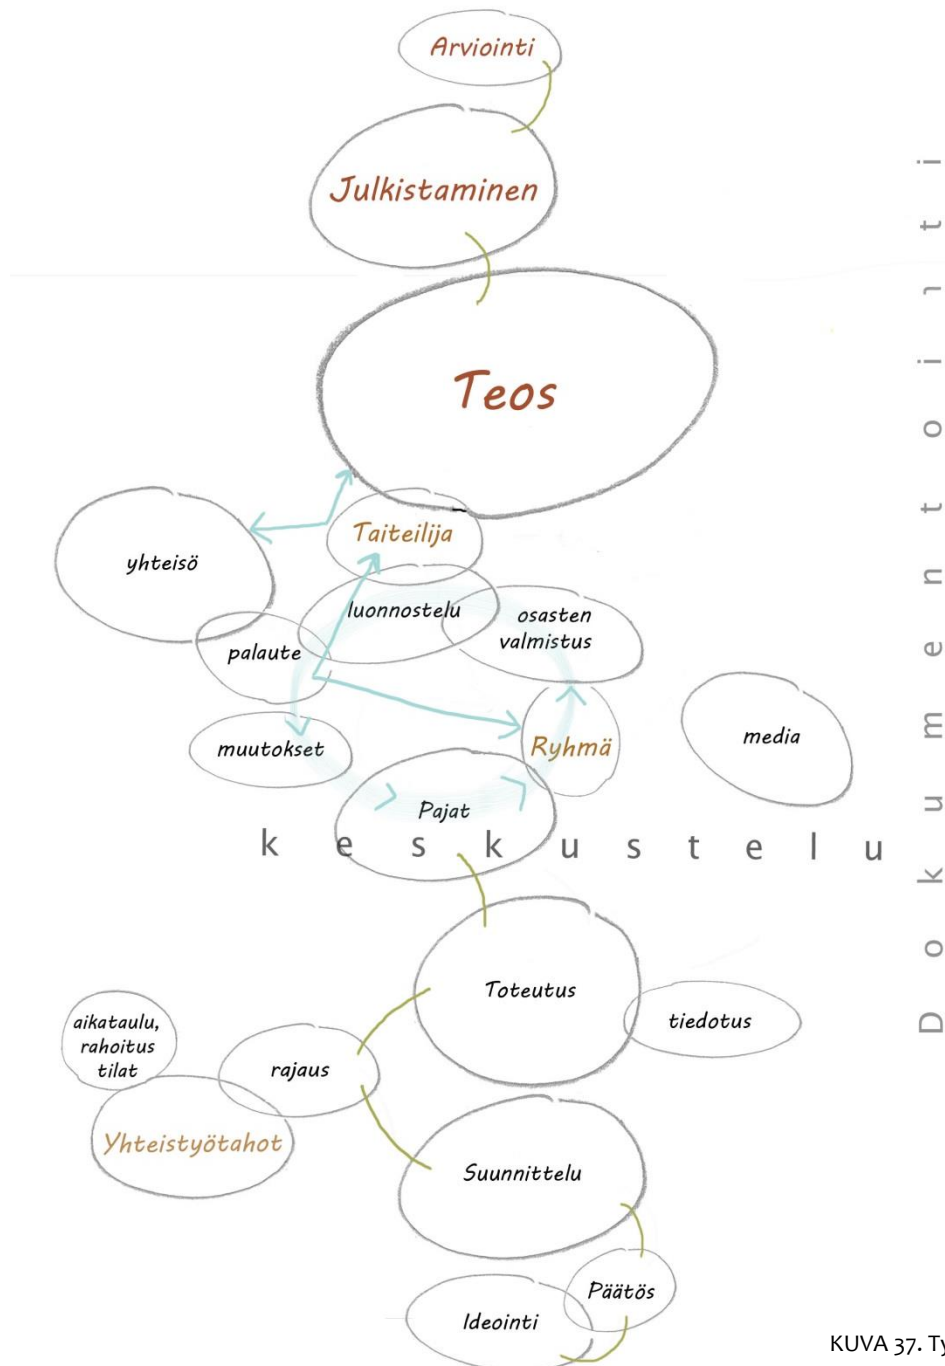 Arviointi
Julkistaminen
Teos
Taiteilija
yhteisö
luonnostelu
osasten
valmistus
palaute
muutokset
Ryhmä
media
Pajat
keskustelu
Dokumentointi
Toteutus
tiedotus
aikataulu,
rahoitus
tilat
rajaus
Yhteistyötahot
Suunnittelu
Päätös
Ideointi
KUVA 37.